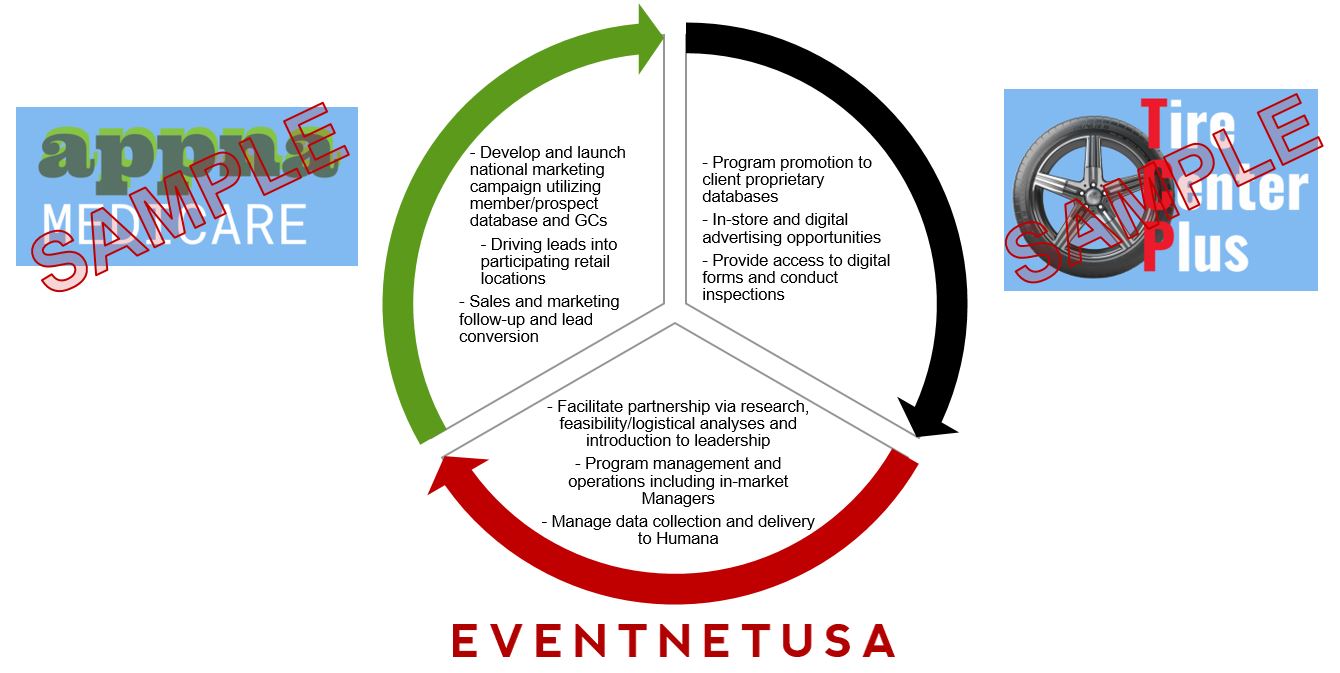 appna
MEDICARE
SAMPLE
- Develop and launch
national marketing
campaign utilizing
member/prospect
database and GCs
- Driving leads into
participating retail
locations
- Sales and marketing
follow-up and lead
conversion
- Program promotion to
client proprietary
databases
- In-store and digital
advertising opportunities
- Provide access to digital
forms and conduct
inspections
Tire
Center
Plus
SAMPLE
- Facilitate partnership via research,
feasibility/logistical analyses and
introduction to leadership
- Program management and
operations including in-market
Managers
- Manage data collection and delivery
to Humana
EVENTNETUSA